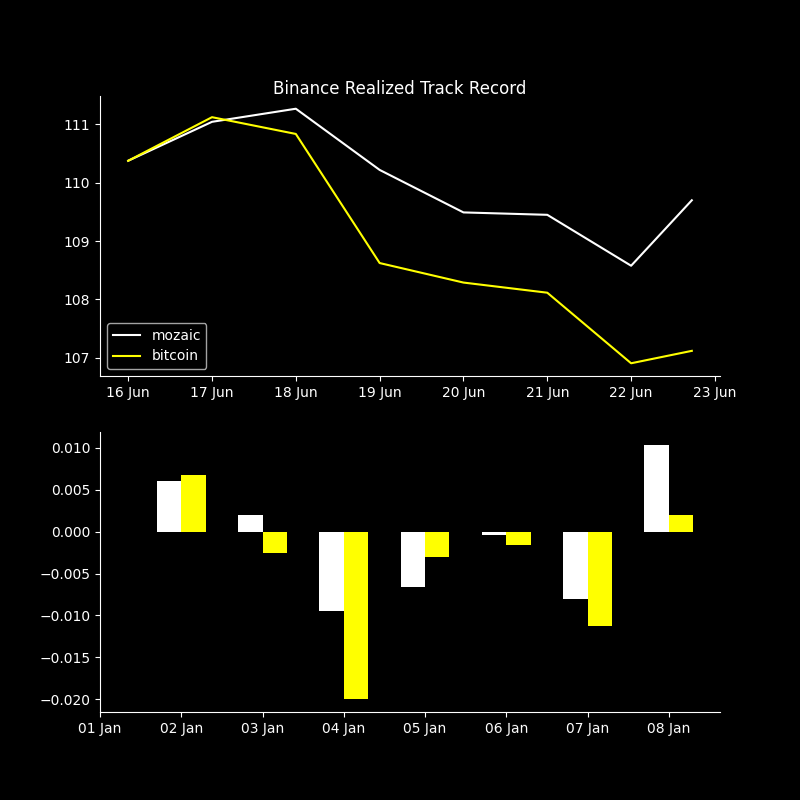 Binance Realized Track Record
111
110
109
108
107
mozaic
bitcoin
16 Jun 17 Jun 18 Jun 19 Jun 20 Jun 21 Jun 22 Jun 23 Jun
0.010
0.005
0.000
−0.005
−0.010
−0.015
−0.020
01 Jan 02 Jan 03 Jan 04 Jan 05 Jan 06 Jan 07 Jan 08 Jan